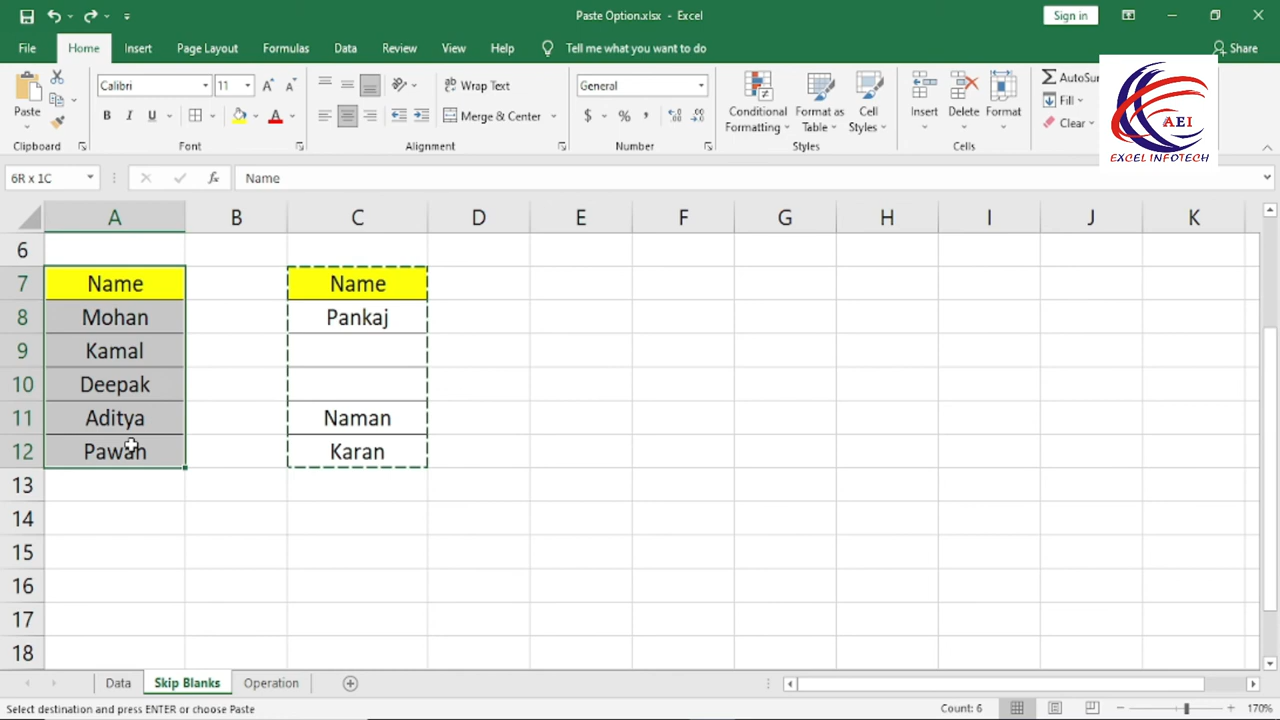 Paste Option.xlsx - Excel
Sign in
File Home Insert Page Layout Formulas Data Review View Help Tell me what you want to do Share
Paste
Calibri 11
B I U A
Wrap Text
Merge & Center
General
$ %
Conditional Formatting
Format as Table
Cell Styles
Insert
Delete
Format
AutoSu
Fill
Clear
Clipboard Font Alignment Number Styles Cells
AEI
EXCEL INFOTECH
6R x 1C fx Name
A B C D E F G H I J K
6
7 Name Name
8 Mohan Pankaj
9 Kamal
10 Deepak
11 Aditya Naman
12 Pawan Karan
13
14
15
16
17
18
Data Skip Blanks Operation
Select destination and press ENTER or choose Paste Count: 6 170%